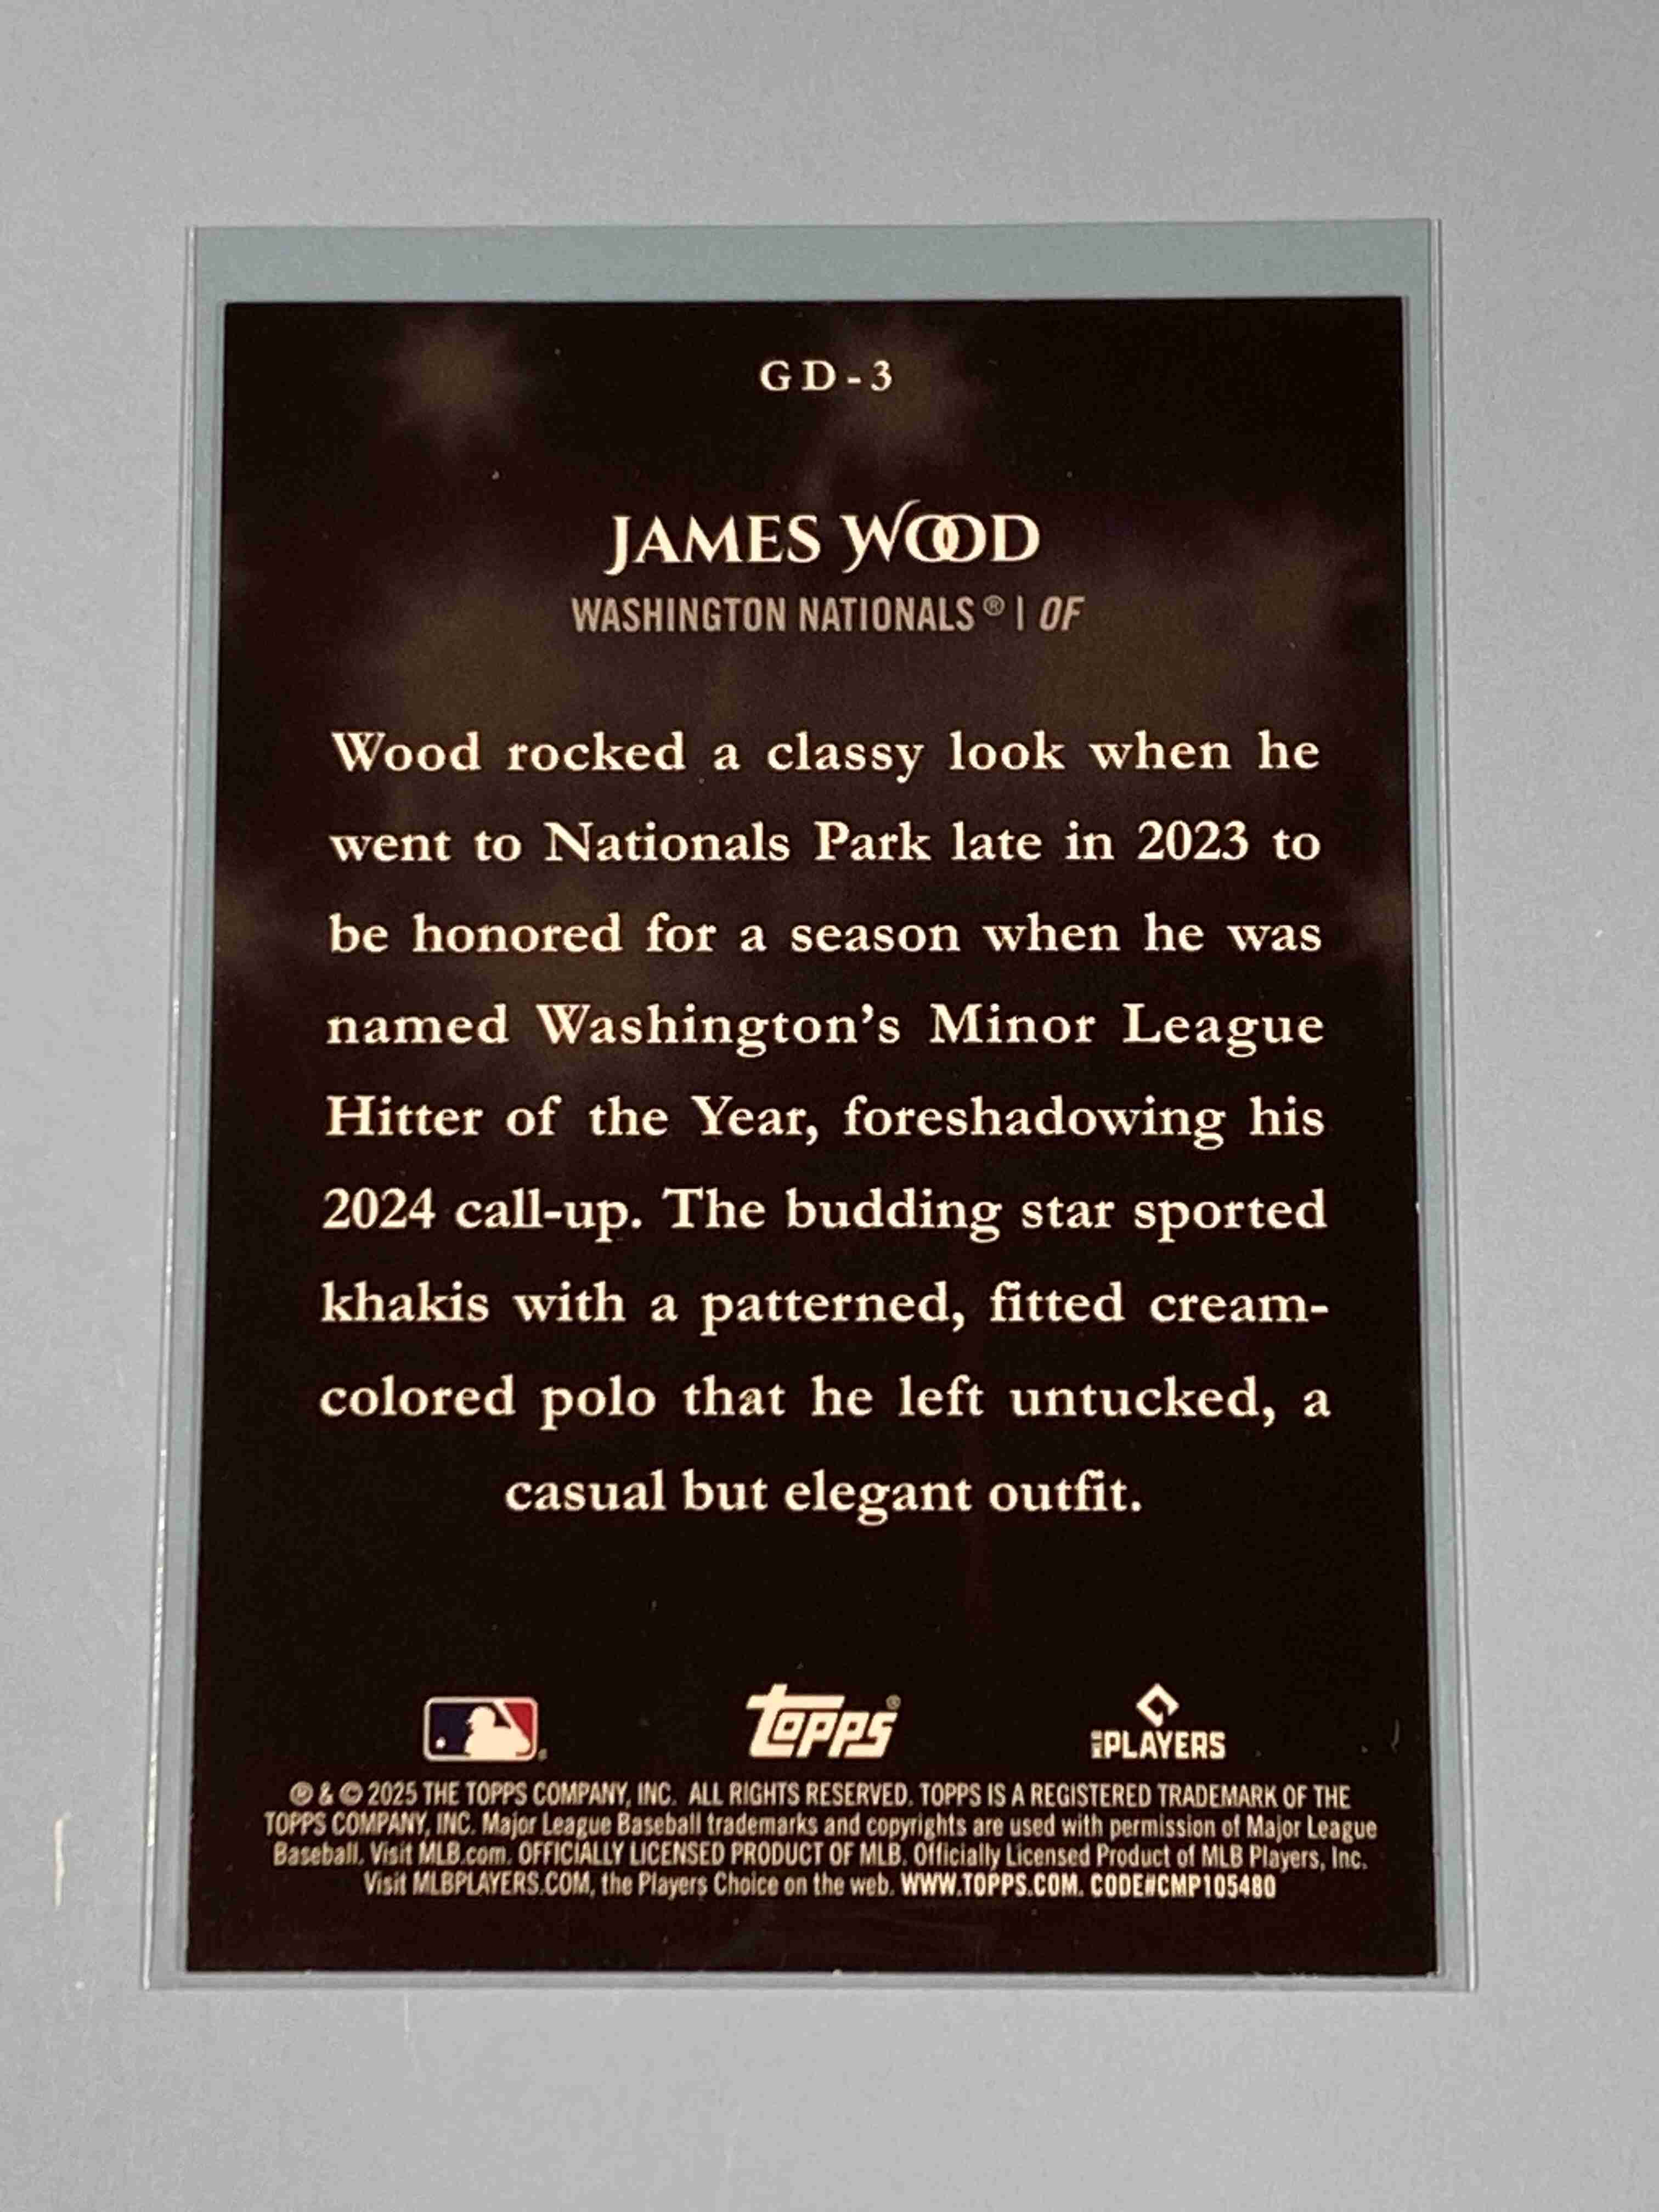 GD-3
JAMES WOOD
WASHINGTON NATIONALS® | OF
Wood rocked a classy look when he
went to Nationals Park late in 2023 to
be honored for a season when he was
named Washington's Minor League
Hitter of the Year, foreshadowing his
2024 call-up. The budding star sported
khakis with a patterned, fitted cream-
colored polo that he left untucked, a
casual but elegant outfit.
Topps® PLAYERS
® & © 2025 THE TOPPS COMPANY, INC. ALL RIGHTS RESERVED. TOPPS IS A REGISTERED TRADEMARK OF THE
TOPPS COMPANY, INC. Major League Baseball trademarks and copyrights are used with permission of Major League
Baseball. Visit MLB.com. OFFICIALLY LICENSED PRODUCT OF MLB. Officially Licensed Product of MLB Players, Inc.
Visit MLBPLAYERS.COM, the Players Choice on the web. WWW.TOPPS.COM. CODE#CMP105480